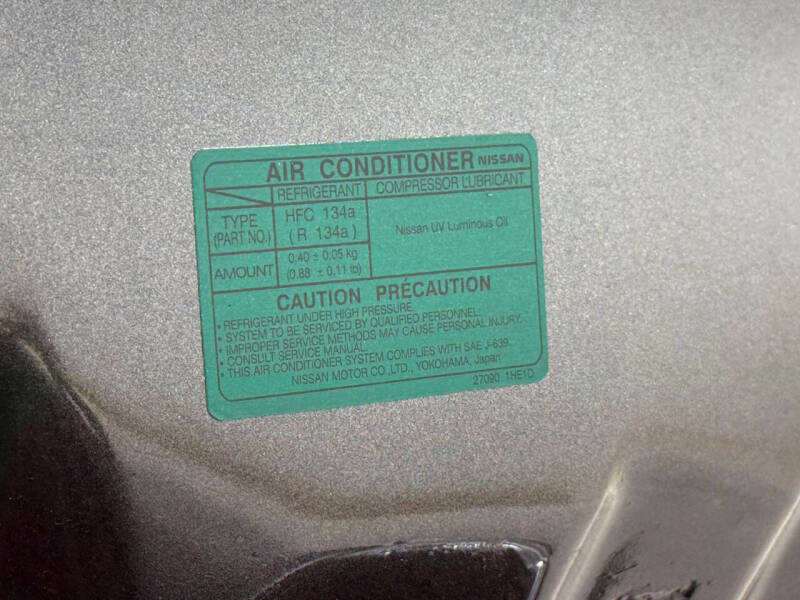 AIR CONDITIONER NISSAN
REFRIGERANT COMPRESSOR LUBRICANT
TYPE (PART NO.) HFC 134a (R 134a) Nissan UV Luminous Oil
AMOUNT 0.40 ± 0.05 kg (0.88 ± 0.11 lb)
CAUTION PRÉCAUTION
• REFRIGERANT UNDER HIGH PRESSURE.
• SYSTEM TO BE SERVICED BY QUALIFIED PERSONNEL.
• IMPROPER SERVICE METHODS MAY CAUSE PERSONAL INJURY.
• CONSULT SERVICE MANUAL.
• THIS AIR CONDITIONER SYSTEM COMPLIES WITH SAE J-639.
NISSAN MOTOR CO.,LTD., YOKOHAMA, Japan
27090 1HE1D